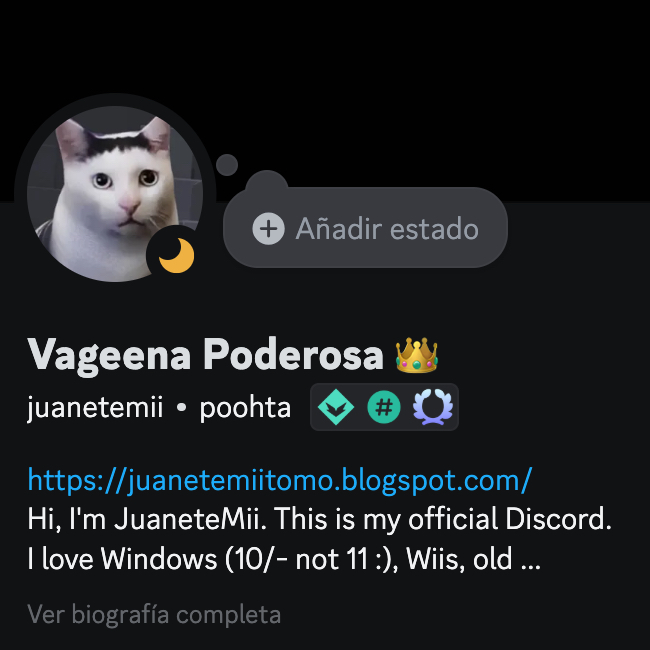 Añadir estado
Vageena Poderosa 👑
juanetemii • poohta #
https://juanetemiitomo.blogspot.com/
Hi, I'm JuaneteMii. This is my official Discord.
I love Windows (10/- not 11 :), Wiis, old ...
Ver biografía completa